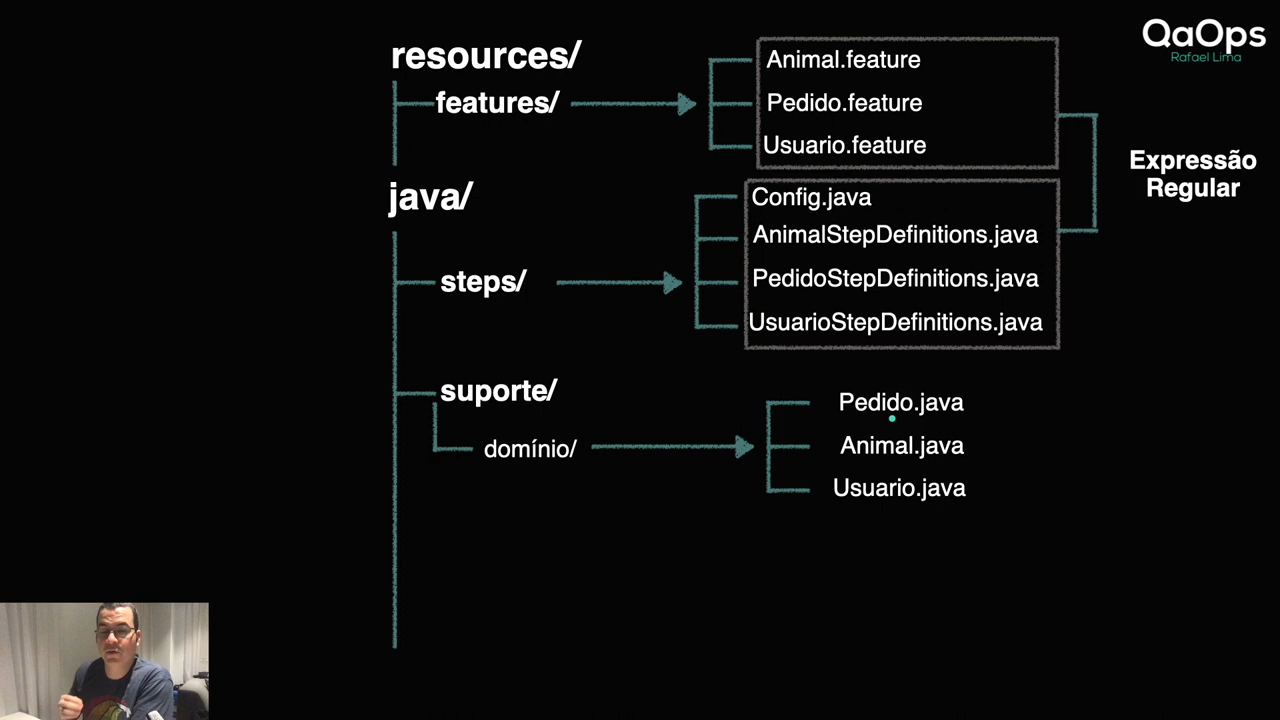 QaOps
Rafael Lima
resources/
features/
Animal.feature
Pedido.feature
Usuario.feature
Expressão
Regular
java/
steps/
Config.java
AnimalStepDefinitions.java
PedidoStepDefinitions.java
UsuarioStepDefinitions.java
suporte/
domínio/
Pedido.java
Animal.java
Usuario.java